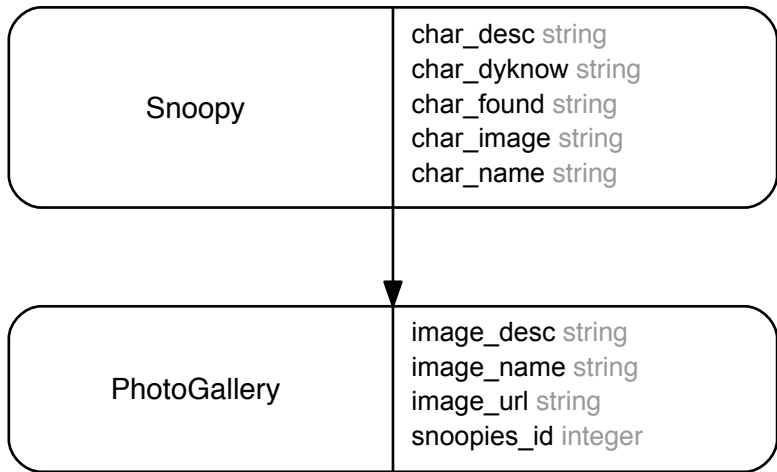 Snoopy
char_desc string
char_dyknow string
char_found string
char_image string
char_name string
PhotoGallery
image_desc string
image_name string
image_url string
snoopies_id integer